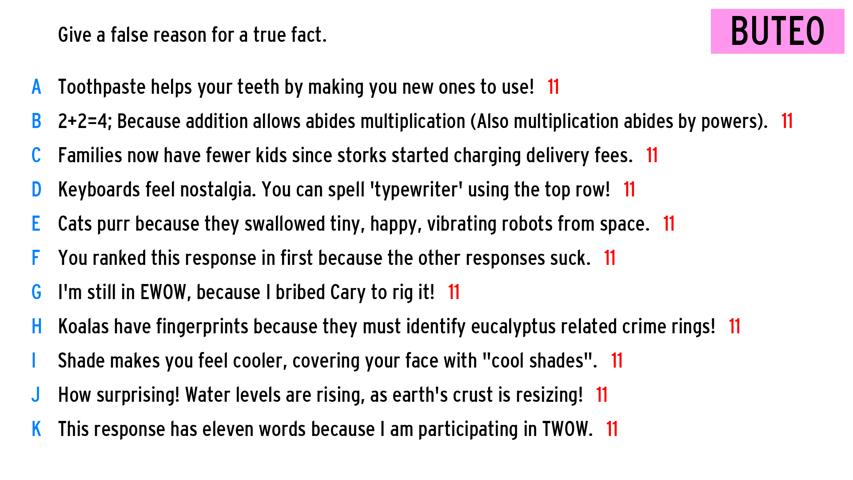 Give a false reason for a true fact.
BUTEO
A Toothpaste helps your teeth by making you new ones to use! 11
B 2+2=4; Because addition allows abides multiplication (Also multiplication abides by powers). 11
C Families now have fewer kids since storks started charging delivery fees. 11
D Keyboards feel nostalgia. You can spell 'typewriter' using the top row! 11
E Cats purr because they swallowed tiny, happy, vibrating robots from space. 11
F You ranked this response in first because the other responses suck. 11
G I'm still in EWOW, because I bribed Cary to rig it! 11
H Koalas have fingerprints because they must identify eucalyptus related crime rings! 11
I Shade makes you feel cooler, covering your face with "cool shades". 11
J How surprising! Water levels are rising, as earth's crust is resizing! 11
K This response has eleven words because I am participating in TWOW. 11